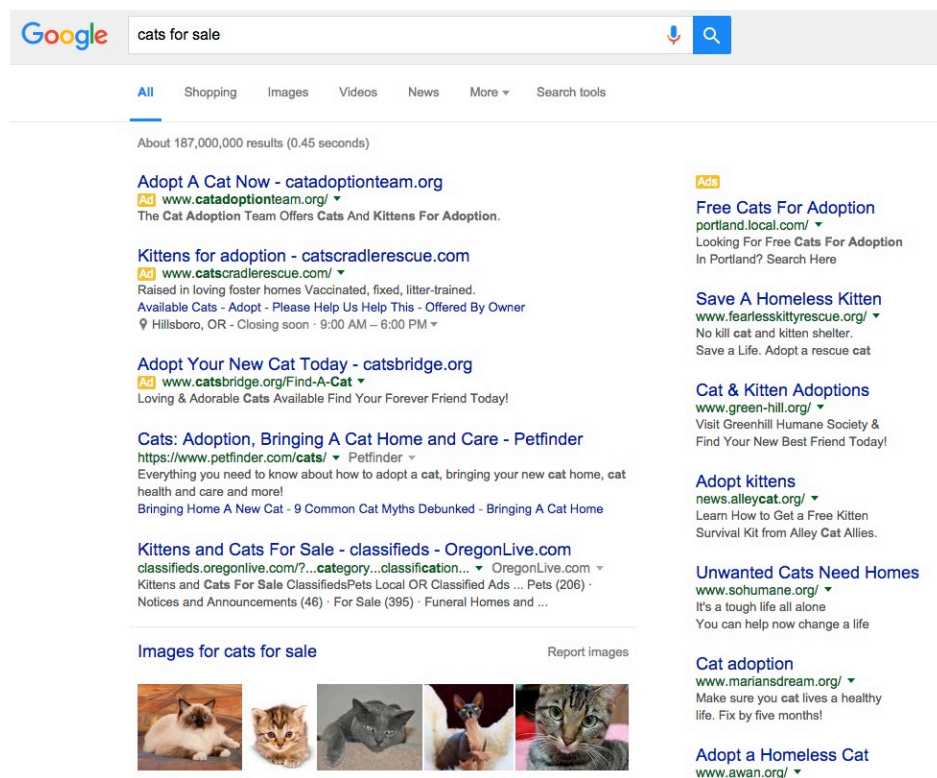 Google
cats for sale
All Shopping Images Videos News More Search tools
About 187,000,000 results (0.45 seconds)
Adopt A Cat Now - catadoptionteam.org
Ad www.catadoptionteam.org/
The Cat Adoption Team Offers Cats And Kittens For Adoption.
Kittens for adoption - catscradlerescue.com
Ad www.catscradlerescue.com/
Raised in loving foster homes Vaccinated, fixed, litter-trained.
Available Cats - Adopt - Please Help Us Help This - Offered By Owner
Hillsboro, OR - Closing soon · 9:00 AM – 6:00 PM
Adopt Your New Cat Today - catsbridge.org
Ad www.catsbridge.org/Find-A-Cat
Loving & Adorable Cats Available Find Your Forever Friend Today!
Cats: Adoption, Bringing A Cat Home and Care - Petfinder
https://www.petfinder.com/cats/ Petfinder
Everything you need to know about how to adopt a cat, bringing your new cat home, cat
health and care and more!
Bringing Home A New Cat - 9 Common Cat Myths Debunked - Bringing A Cat Home
Kittens and Cats For Sale - classifieds - OregonLive.com
classifieds.oregonlive.com/?...category...classification... OregonLive.com
Kittens and Cats For Sale ClassifiedsPets Local OR Classified Ads ... Pets (206) ·
Notices and Announcements (46) · For Sale (395) · Funeral Homes and ...
Images for cats for sale
Report images
Ads
Free Cats For Adoption
portland.local.com/
Looking For Free Cats For Adoption
In Portland? Search Here
Save A Homeless Kitten
www.fearlesskittyrescue.org/
No kill cat and kitten shelter.
Save a Life. Adopt a rescue cat
Cat & Kitten Adoptions
www.green-hill.org/
Visit Greenhill Humane Society &
Find Your New Best Friend Today!
Adopt kittens
news.alleycat.org/
Learn How to Get a Free Kitten
Survival Kit from Alley Cat Allies.
Unwanted Cats Need Homes
www.sohumane.org/
It's a tough life all alone
You can help now change a life
Cat adoption
www.mariansdream.org/
Make sure you cat lives a healthy
life. Fix by five months!
Adopt a Homeless Cat
www.awan.org/